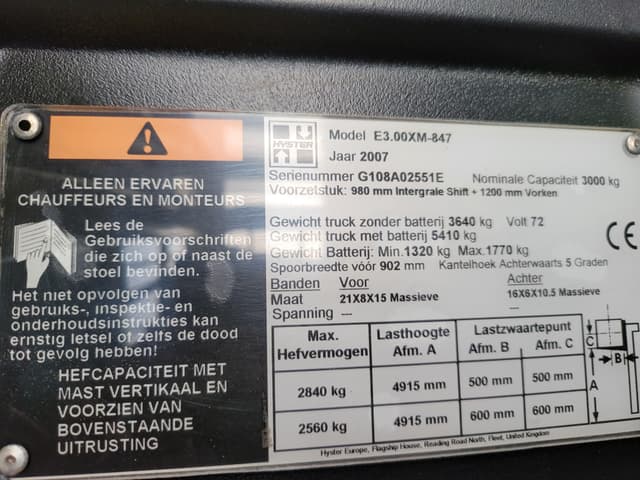 ALLEEN ERVAREN
CHAUFFEURS EN MONTEURS
Lees de
Gebruiksvoorschriften
die zich op of naast de
stoel bevinden.
Het niet opvolgen van
gebruiks-, inspektie- en
onderhoudsinstrukties kan
ernstig letsel of zelfs de dood
tot gevolg hebben!
HEFCAPACITEIT MET
MAST VERTIKAAL EN
VOORZIEN VAN
BOVENSTAANDE
UITRUSTING
HYSTER
Model E3.00XM-847
Jaar 2007
Serienummer G108A02551E Nominale Capaciteit 3000 kg
Voorzetstuk: 980 mm Intergrale Shift + 1200 mm Vorken
Gewicht truck zonder batterij 3640 kg Volt 72
Gewicht truck met batterij 5410 kg
Gewicht Batterij: Min.1320 kg Max.1770 kg
Spoorbreedte vóór 902 mm Kantelhoek Achterwaarts 5 Graden
CE
Banden Voor Achter
Maat 21X8X15 Massieve 16X6X10.5 Massieve
Spanning --- ---
Max. Hefvermogen Lasthoogte Afm. A Lastzwaartepunt Afm. B Afm. C
2840 kg 4915 mm 500 mm 500 mm
2560 kg 4915 mm 600 mm 600 mm
C
B
A
Hyster Europe, Flagship House, Reading Road North, Fleet, United Kingdom